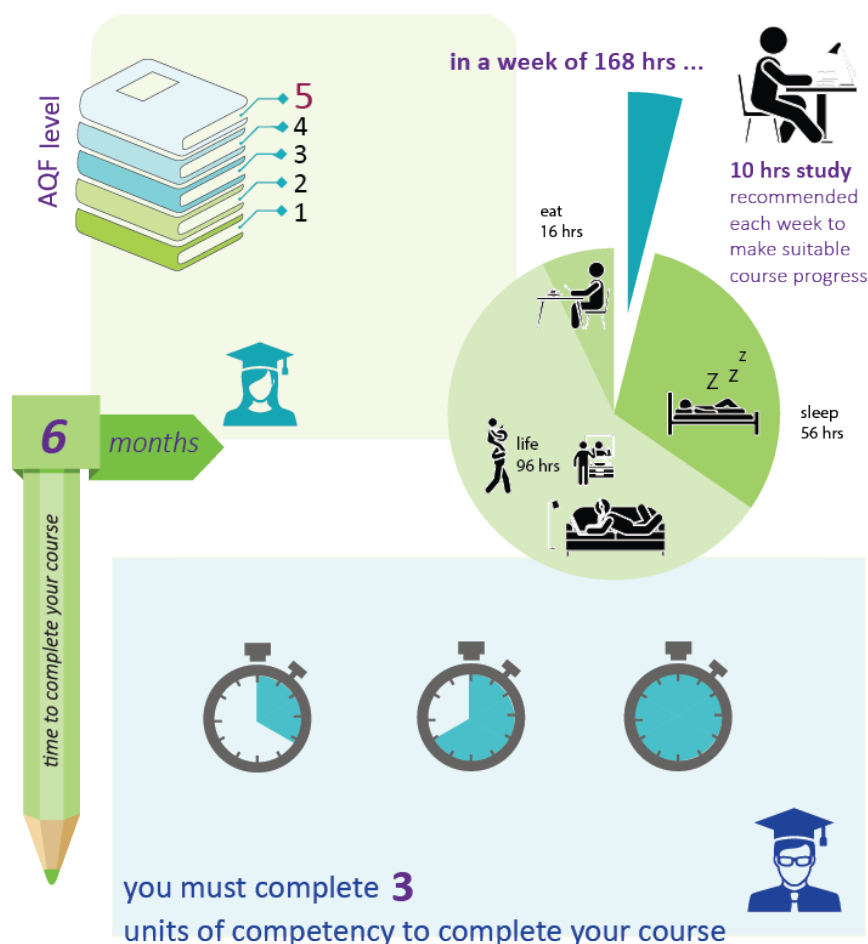 AQF level
5
4
3
2
1
in a week of 168 hrs ...
10 hrs study
recommended
each week to
make suitable
course progress
eat
16 hrs
z
z
Z
sleep
56 hrs
life
96 hrs
6
months
time to complete your course
you must complete 3
units of competency to complete your course